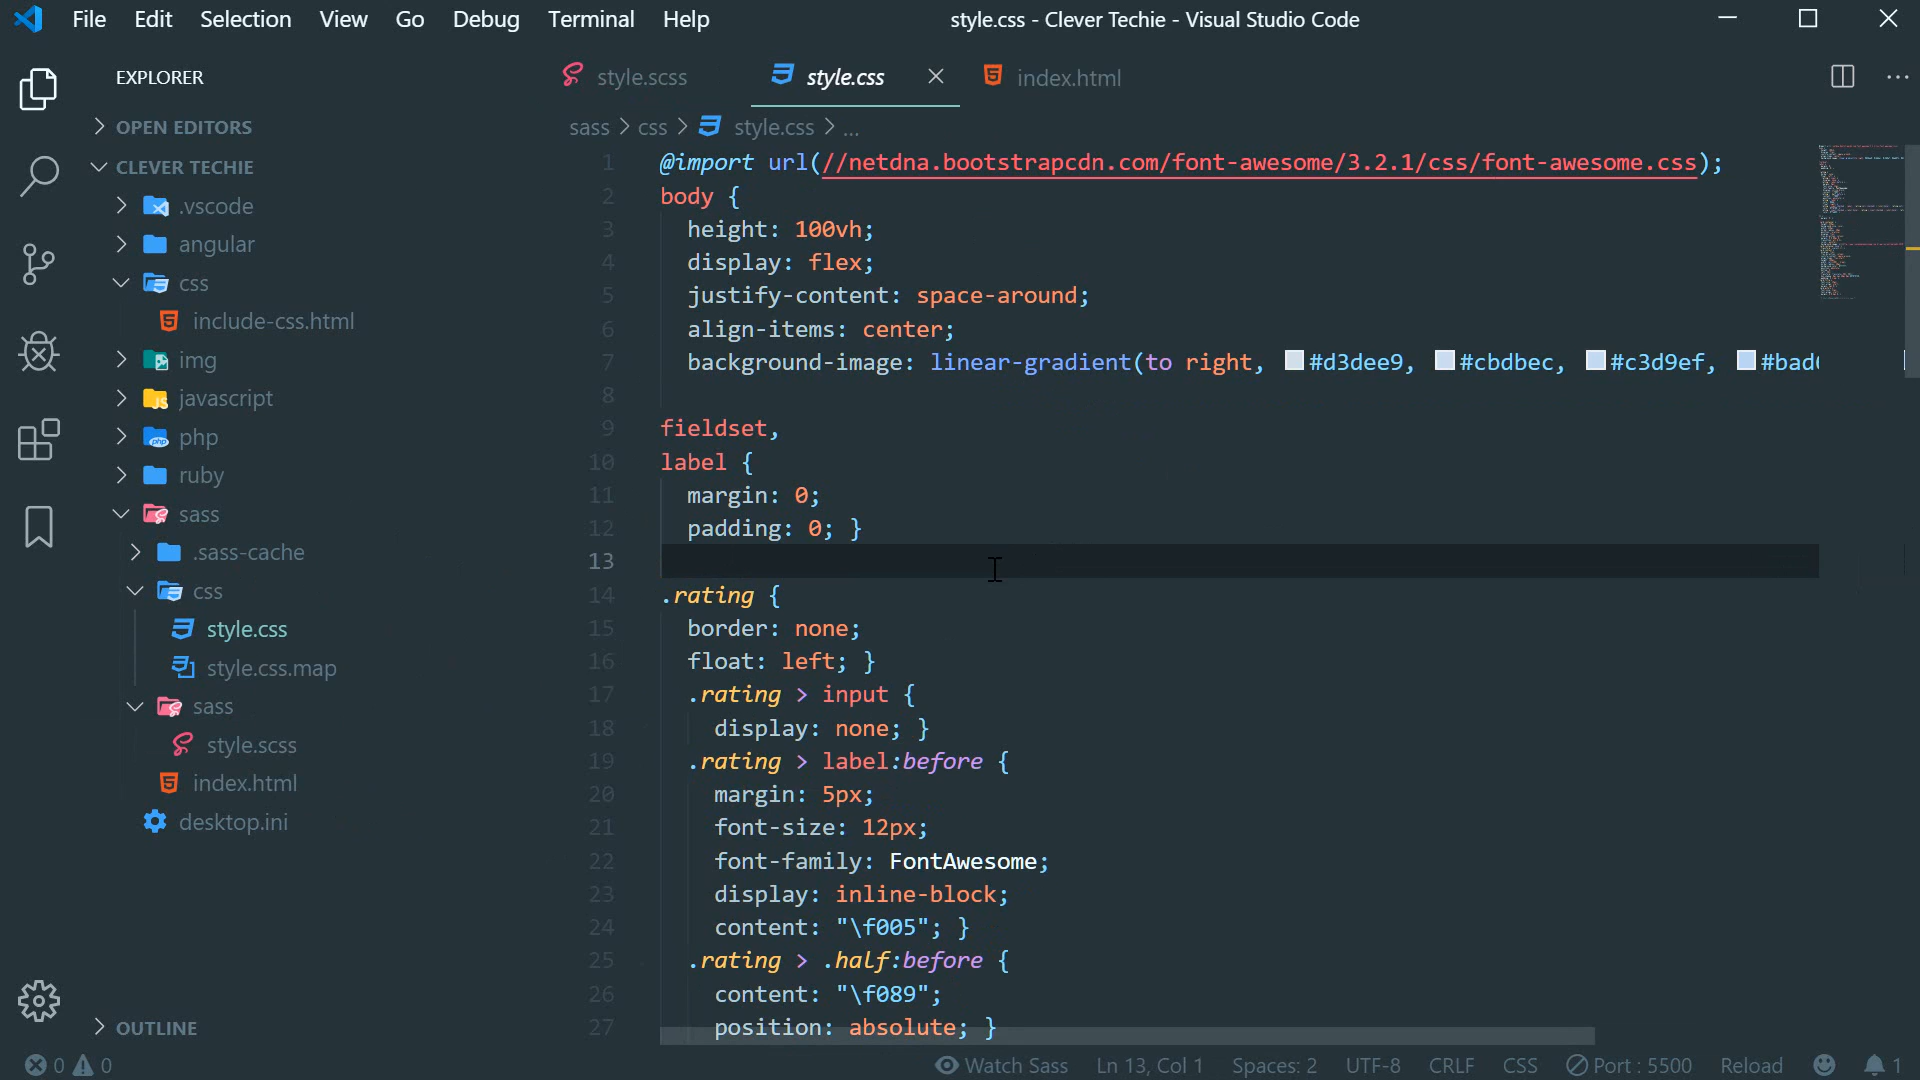 File Edit Selection View Go Debug Terminal Help
style.css - Clever Techie - Visual Studio Code
EXPLORER
OPEN EDITORS
CLEVER TECHIE
.vscode
angular
css
include-css.html
img
javascript
php
ruby
sass
.sass-cache
css
style.css
style.css.map
sass
style.scss
index.html
desktop.ini
OUTLINE
style.scss style.css index.html
sass > css > style.css > ...
1 @import url(//netdna.bootstrapcdn.com/font-awesome/3.2.1/css/font-awesome.css);
2 body {
3 height: 100vh;
4 display: flex;
5 justify-content: space-around;
6 align-items: center;
7 background-image: linear-gradient(to right, #d3dee9, #cbdbec, #c3d9ef, #bad
8
9 fieldset,
10 label {
11 margin: 0;
12 padding: 0; }
13
14 .rating {
15 border: none;
16 float: left; }
17 .rating > input {
18 display: none; }
19 .rating > label:before {
20 margin: 5px;
21 font-size: 12px;
22 font-family: FontAwesome;
23 display: inline-block;
24 content: "\f005"; }
25 .rating > .half:before {
26 content: "\f089";
27 position: absolute; }
0 0 Watch Sass Ln 13, Col 1 Spaces: 2 UTF-8 CRLF CSS Port : 5500 Reload 1